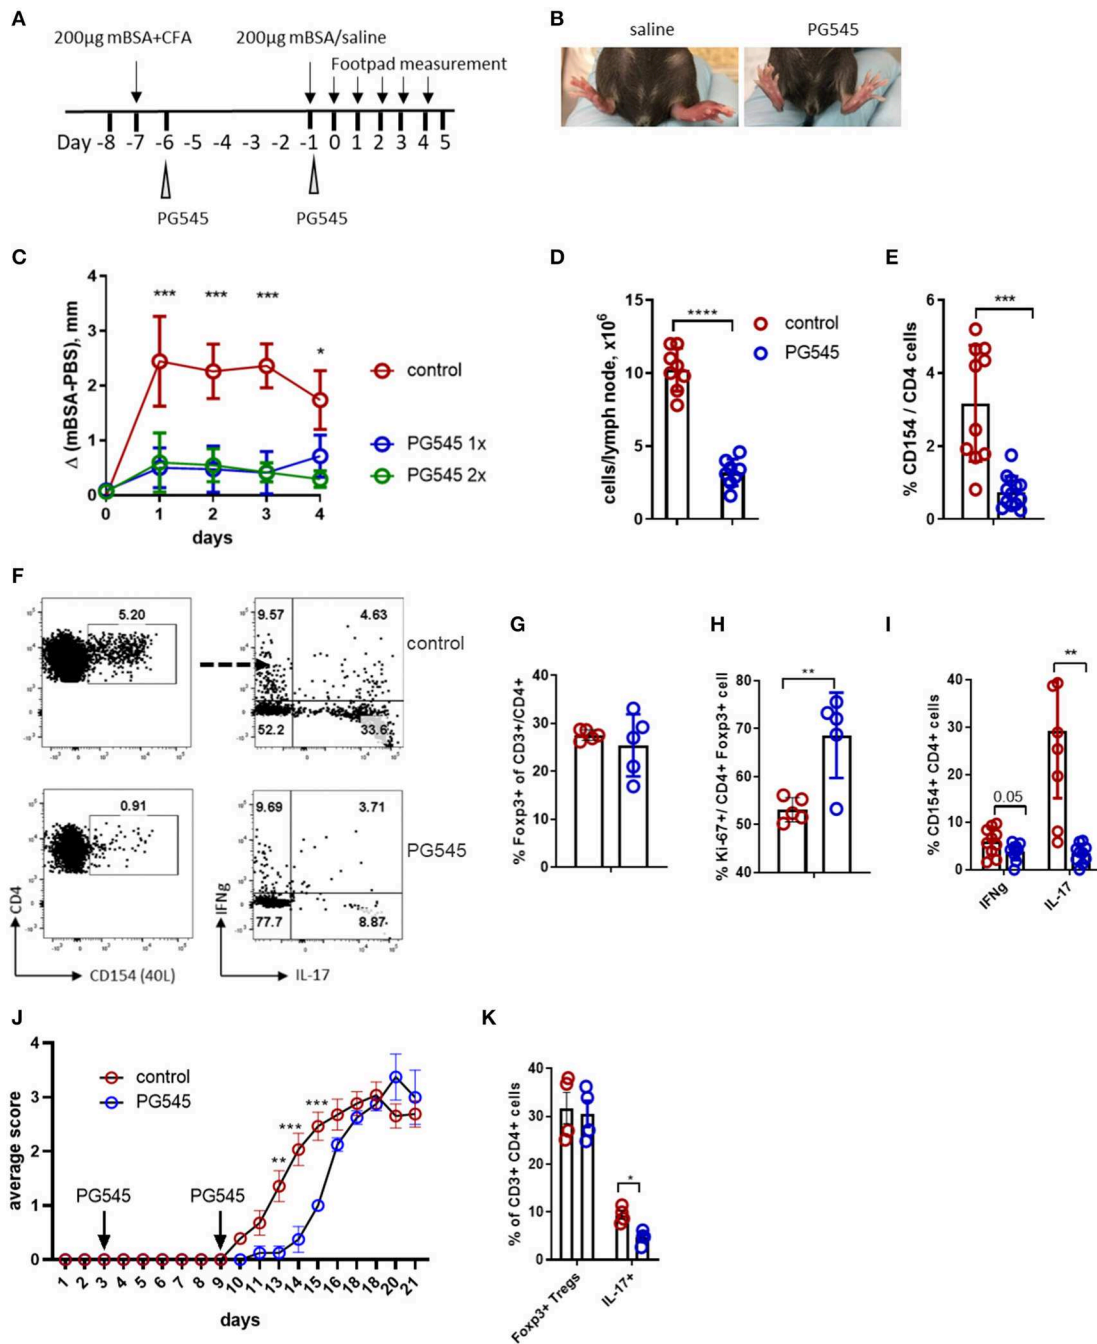 A
200µg mBSA+CFA
200µg mBSA/saline
Footpad measurement
Day -8 -7 -6 -5 -4 -3 -2 -1 0 1 2 3 4 5
PG545
PG545
B
saline
PG545
C
Δ (mBSA-PBS), mm
4
3
2
1
0
*** *** ***
*
control
PG545 1x
PG545 2x
0 1 2 3 4
days
D
cells/lymph node, x10⁶
15
10
5
0
****
control
PG545
E
% CD154 / CD4 cells
6
4
2
0
***
F
5.20
9.57 4.63
52.2 33.6
control
0.91
9.69 3.71
77.7 8.87
PG545
CD4
CD154 (40L)
IFNg
IL-17
G
% Foxp3+ of CD3+/CD4+
40
30
20
10
0
H
% Ki-67+/ CD4+ Foxp3+ cell
80
70
60
50
40
**
I
% CD154+ CD4+ cells
40
30
20
10
0
0.05
**
IFNg
IL-17
J
average score
4
3
2
1
0
control
PG545
PG545
PG545
**
***
***
1 2 3 4 5 6 7 8 9 10 11 13 14 15 16 18 18 20 21
days
K
% of CD3+ CD4+ cells
40
30
20
10
0
*
Foxp3+ Tregs
IL-17+